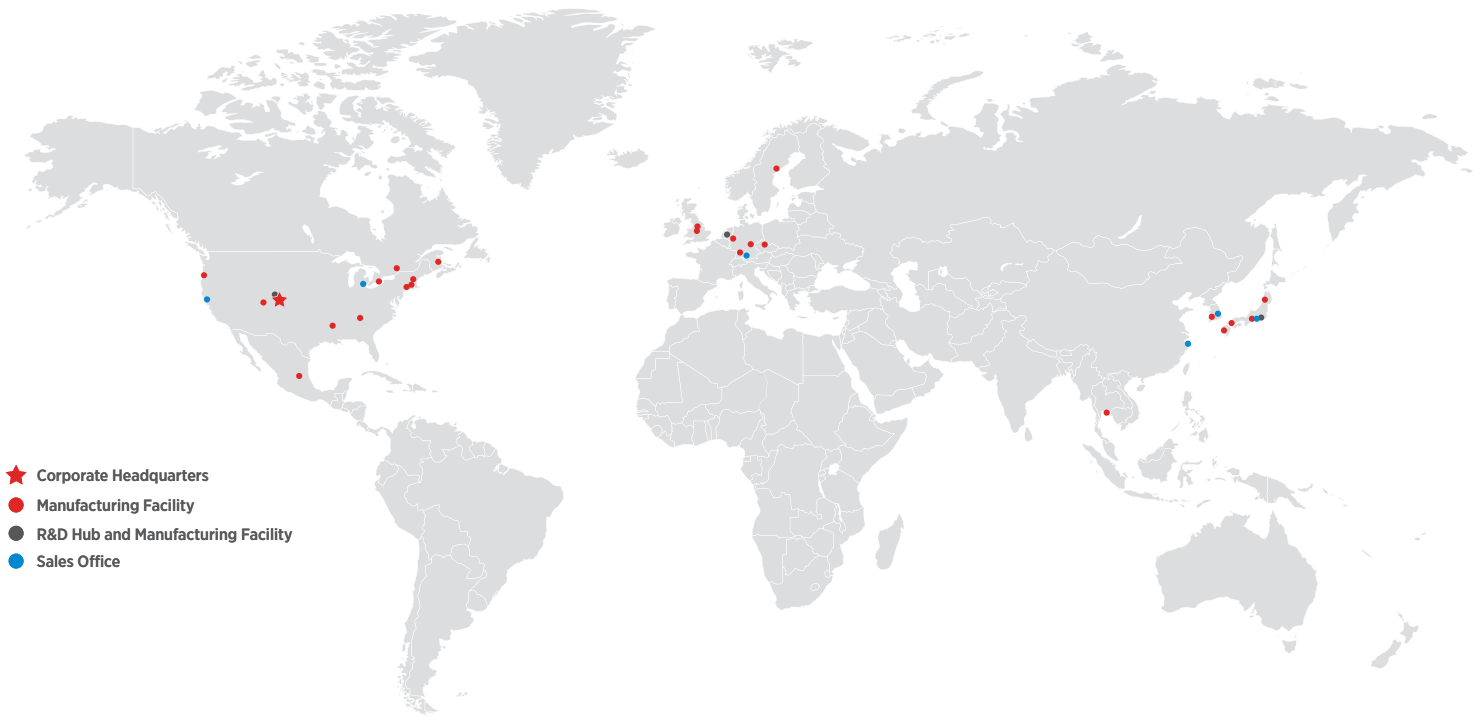 Corporate Headquarters
Manufacturing Facility
R&D Hub and Manufacturing Facility
Sales Office